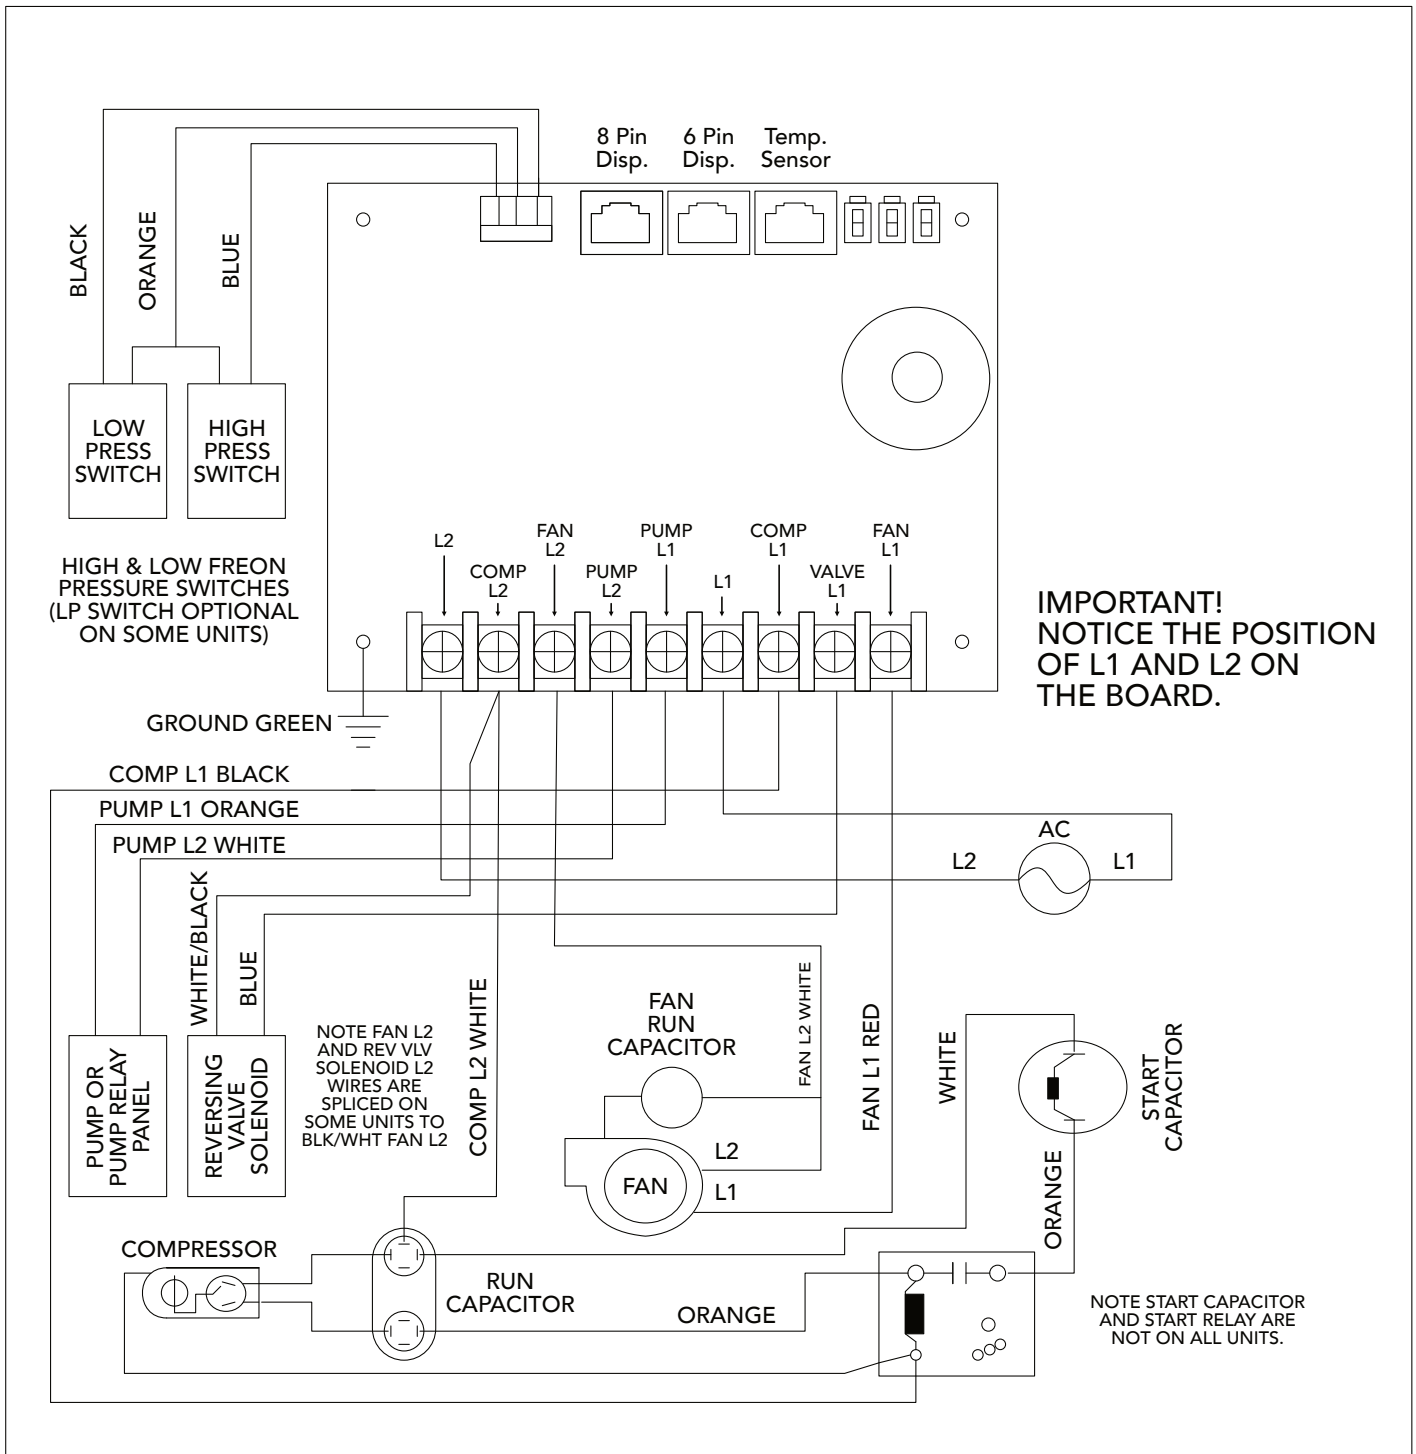 8 Pin
Disp.
6 Pin
Disp.
Temp.
Sensor
BLACK
ORANGE
BLUE
LOW
PRESS
SWITCH
HIGH
PRESS
SWITCH
HIGH & LOW FREON
PRESSURE SWITCHES
(LP SWITCH OPTIONAL
ON SOME UNITS)
L2
COMP
L2
FAN
L2
PUMP
L2
PUMP
L1
L1
COMP
L1
VALVE
L1
FAN
L1
IMPORTANT!
NOTICE THE POSITION
OF L1 AND L2 ON
THE BOARD.
GROUND GREEN
COMP L1 BLACK
PUMP L1 ORANGE
PUMP L2 WHITE
AC
L2
L1
WHITE/BLACK
BLUE
PUMP OR
PUMP RELAY
PANEL
REVERSING
VALVE
SOLENOID
NOTE FAN L2
AND REV VLV
SOLENOID L2
WIRES ARE
SPLICED ON
SOME UNITS TO
BLK/WHT FAN L2
COMP L2 WHITE
FAN
RUN
CAPACITOR
FAN L2 WHITE
FAN L1 RED
WHITE
START
CAPACITOR
L2
FAN
L1
ORANGE
COMPRESSOR
RUN
CAPACITOR
ORANGE
NOTE START CAPACITOR
AND START RELAY ARE
NOT ON ALL UNITS.